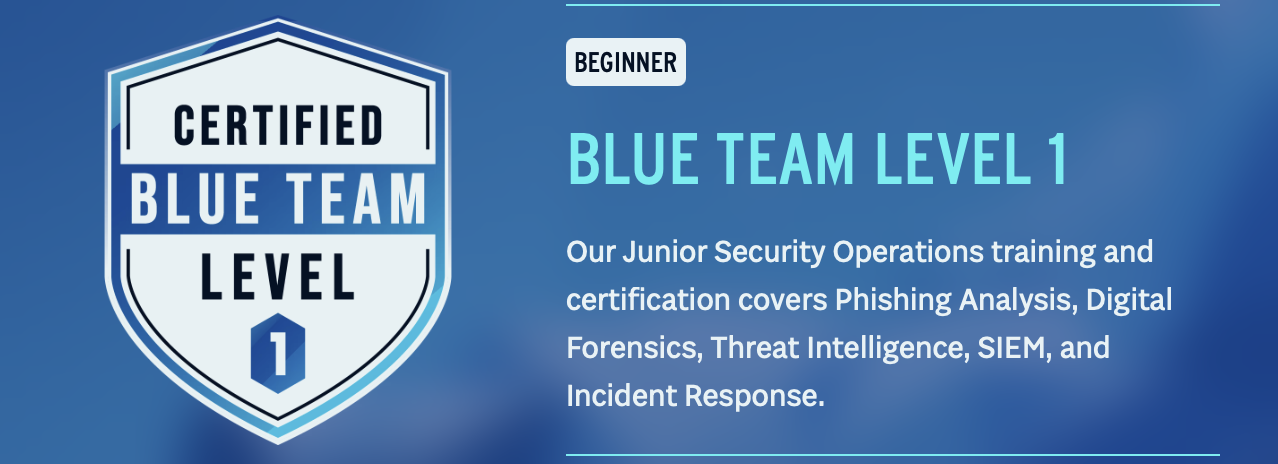 CERTIFIED
BLUE TEAM
LEVEL
1
BEGINNER
BLUE TEAM LEVEL 1
Our Junior Security Operations training and
certification covers Phishing Analysis, Digital
Forensics, Threat Intelligence, SIEM, and
Incident Response.